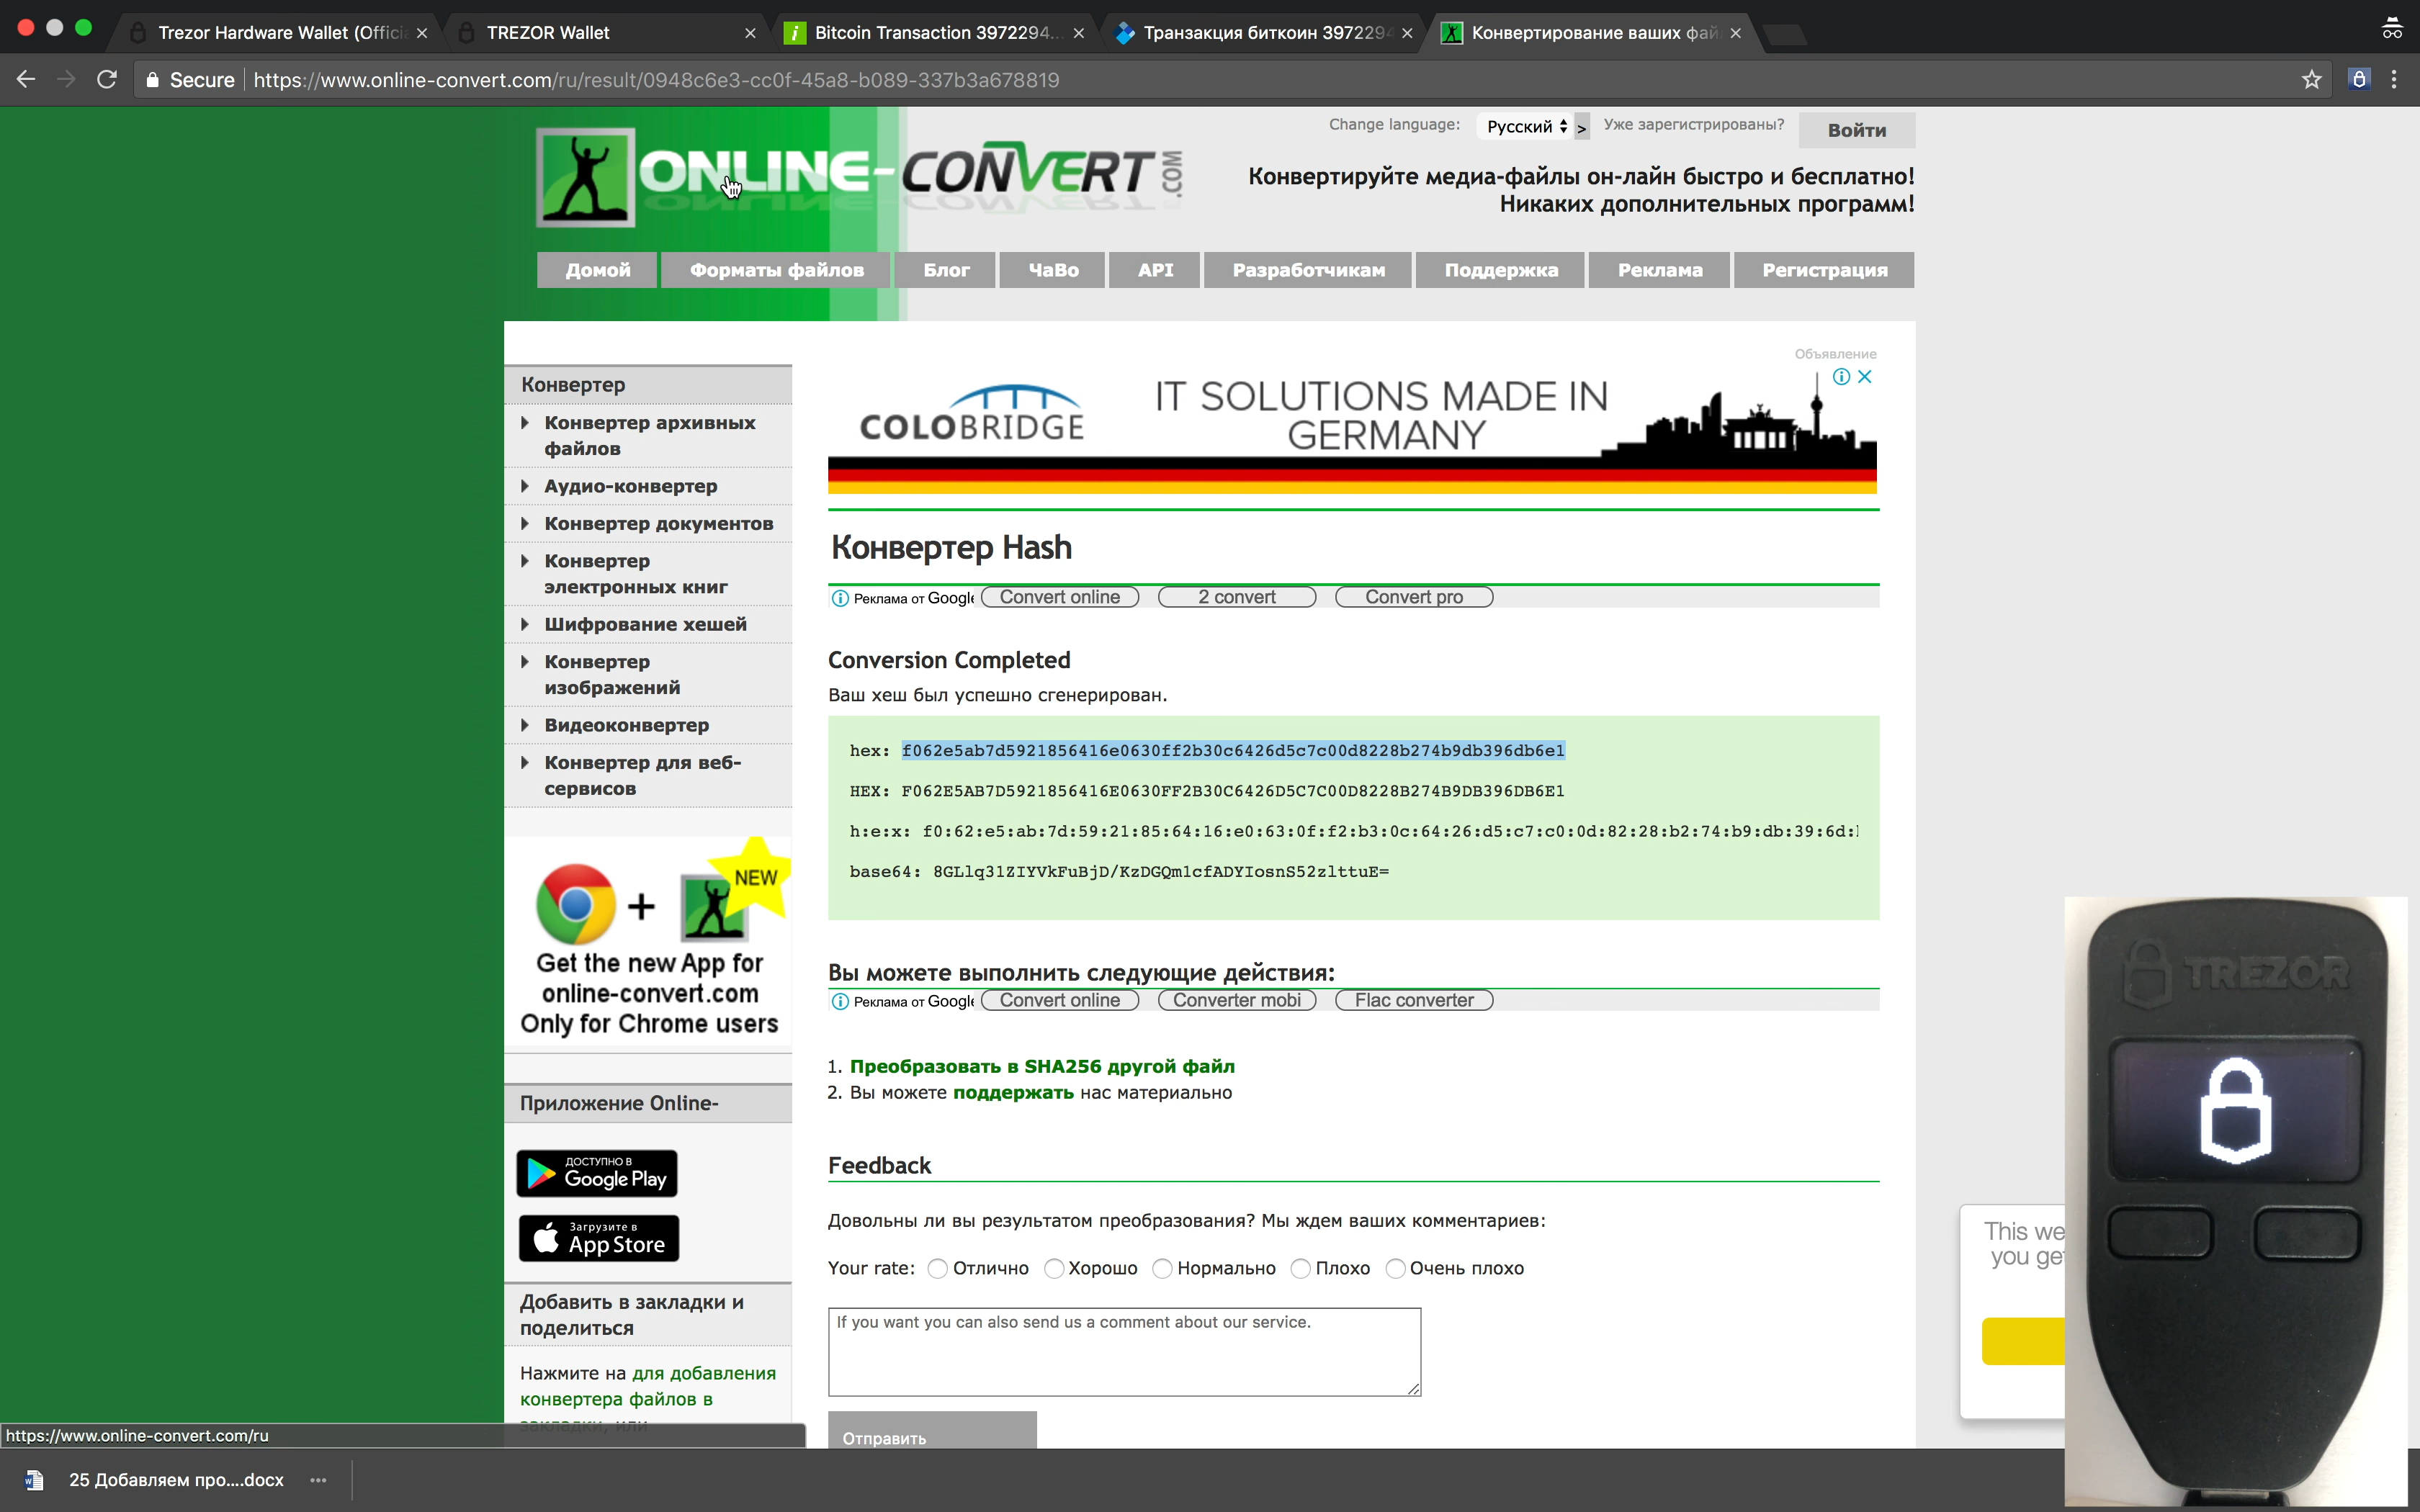 Trezor Hardware Wallet (Offici
TREZOR Wallet
Bitcoin Transaction 3972294...
Транзакция биткоин 3972294
Конвертирование ваших фай
Secure
https://www.online-convert.com/ru/result/0948c6e3-cc0f-45a8-b089-337b3a678819
ONLINE-CONVERT.COM
Change language:
Русский
>
Уже зарегистрированы?
Войти
Конвертируйте медиа-файлы он-лайн быстро и бесплатно!
Никаких дополнительных программ!
Домой
Форматы файлов
Блог
ЧаВо
API
Разработчикам
Поддержка
Реклама
Регистрация
Конвертер
Конвертер архивных
файлов
Аудио-конвертер
Конвертер документов
Конвертер
электронных книг
Шифрование хешей
Конвертер
изображений
Видеоконвертер
Конвертер для веб-
сервисов
NEW
+
Get the new App for
online-convert.com
Only for Chrome users
Приложение Online-
ДОСТУПНО В
Google Play
Загрузите в
App Store
Добавить в закладки и
поделиться
Нажмите на для добавления
конвертера файлов в
закладки, или
Объявление
COLOBRIDGE
IT SOLUTIONS MADE IN
GERMANY
Конвертер Hash
Реклама от Google
Convert online
2 convert
Convert pro
Conversion Completed
Ваш хеш был успешно сгенерирован.
hex: f062e5ab7d5921856416e0630ff2b30c6426d5c7c00d8228b274b9db396db6e1
HEX: F062E5AB7D5921856416E0630FF2B30C6426D5C7C00D8228B274B9DB396DB6E1
h:e:x: f0:62:e5:ab:7d:59:21:85:64:16:e0:63:0f:f2:b3:0c:64:26:d5:c7:c0:0d:82:28:b2:74:b9:db:39:6d:
base64: 8GLlq31ZIYVkFuBjD/KzDGQm1cfADYIosnS52zlttuE=
Вы можете выполнить следующие действия:
Реклама от Google
Convert online
Converter mobi
Flac converter
1. Преобразовать в SHA256 другой файл
2. Вы можете поддержать нас материально
Feedback
Довольны ли вы результатом преобразования? Мы ждем ваших комментариев:
Your rate:
Отлично
Хорошо
Нормально
Плохо
Очень плохо
If you want you can also send us a comment about our service.
Отправить
This we
you get
TREZOR
https://www.online-convert.com/ru
25 Добавляем про....docx